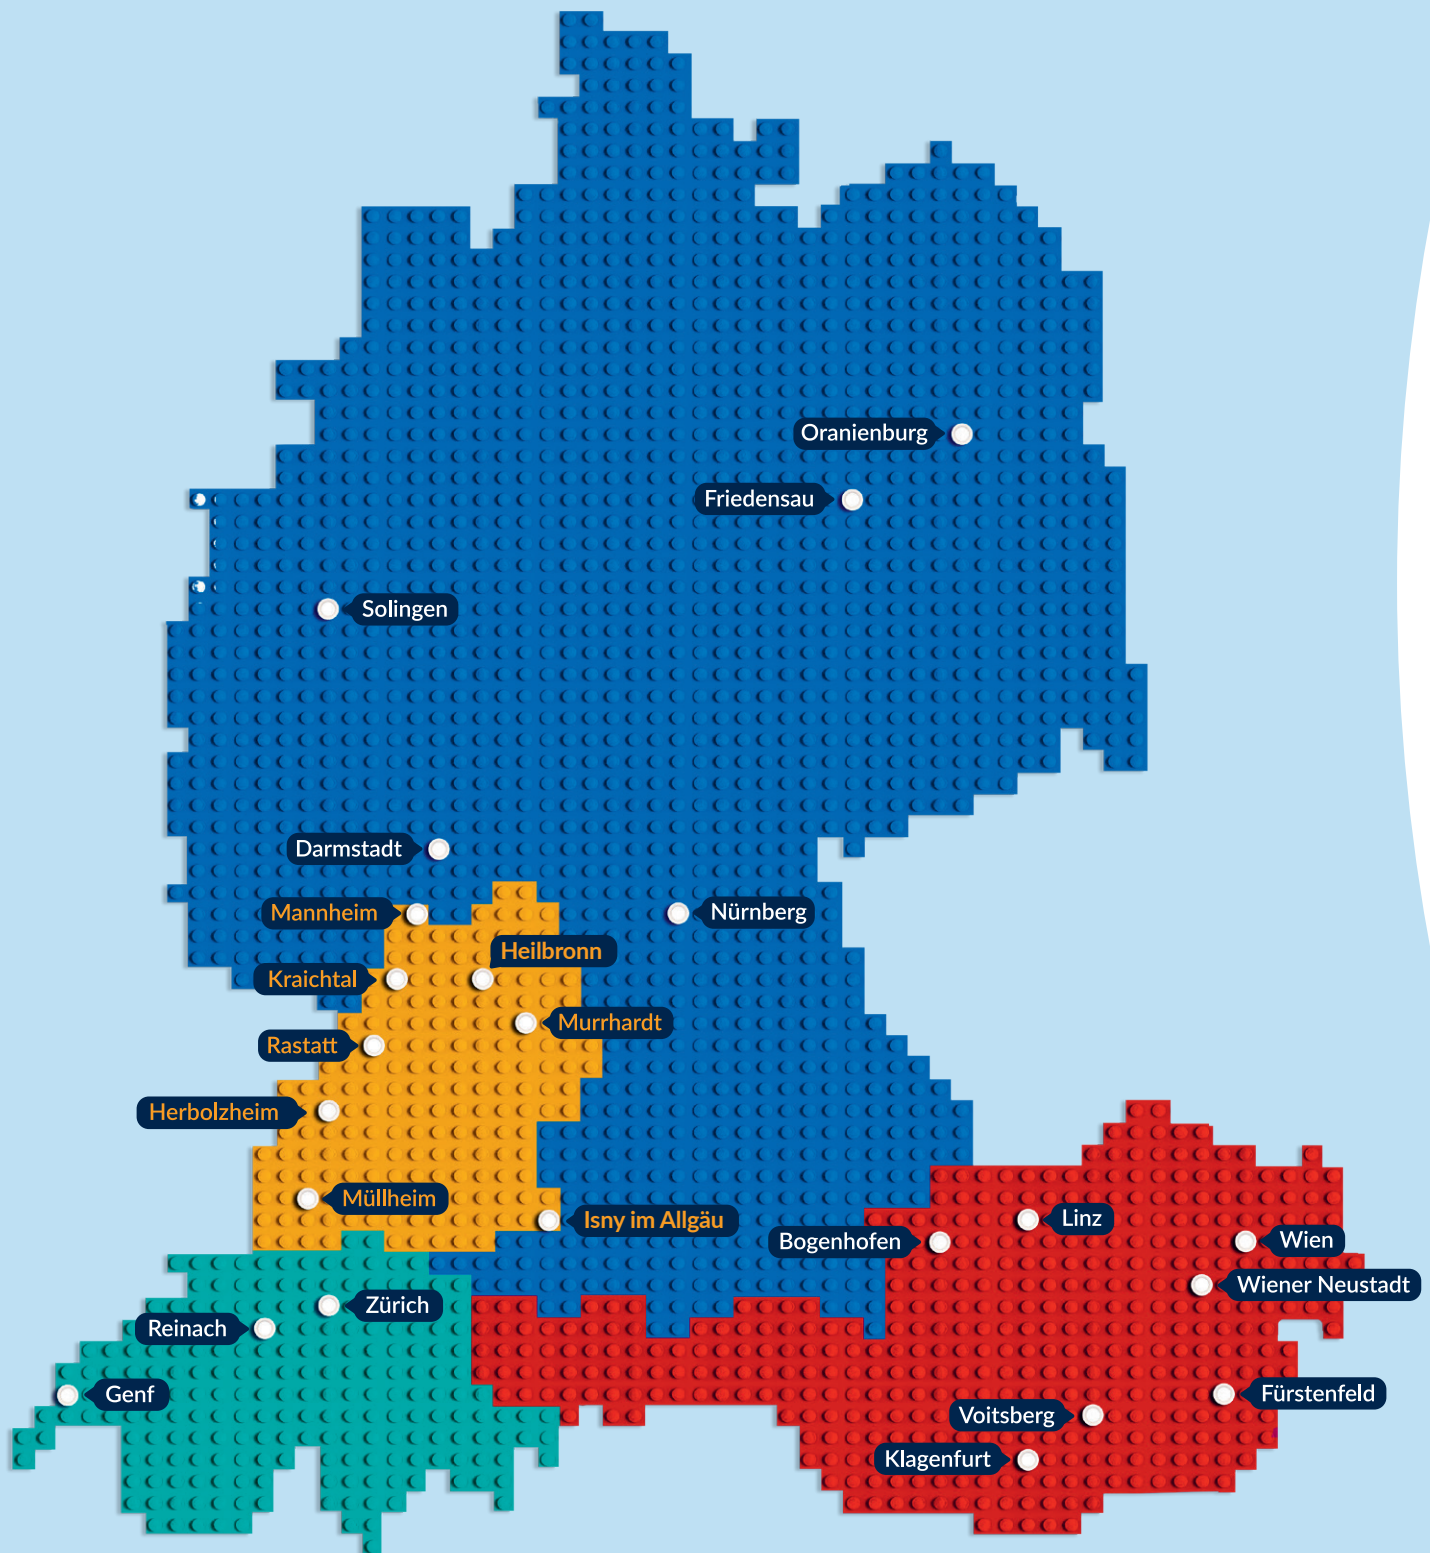 Oranienburg
Friedensau
Solingen
Darmstadt
Mannheim
Nürnberg
Heilbronn
Kraichtal
Murrhardt
Rastatt
Herbolzheim
Müllheim
Isny im Allgäu
Linz
Bogenhofen
Wien
Wiener Neustadt
Zürich
Reinach
Genf
Fürstenfeld
Voitsberg
Klagenfurt